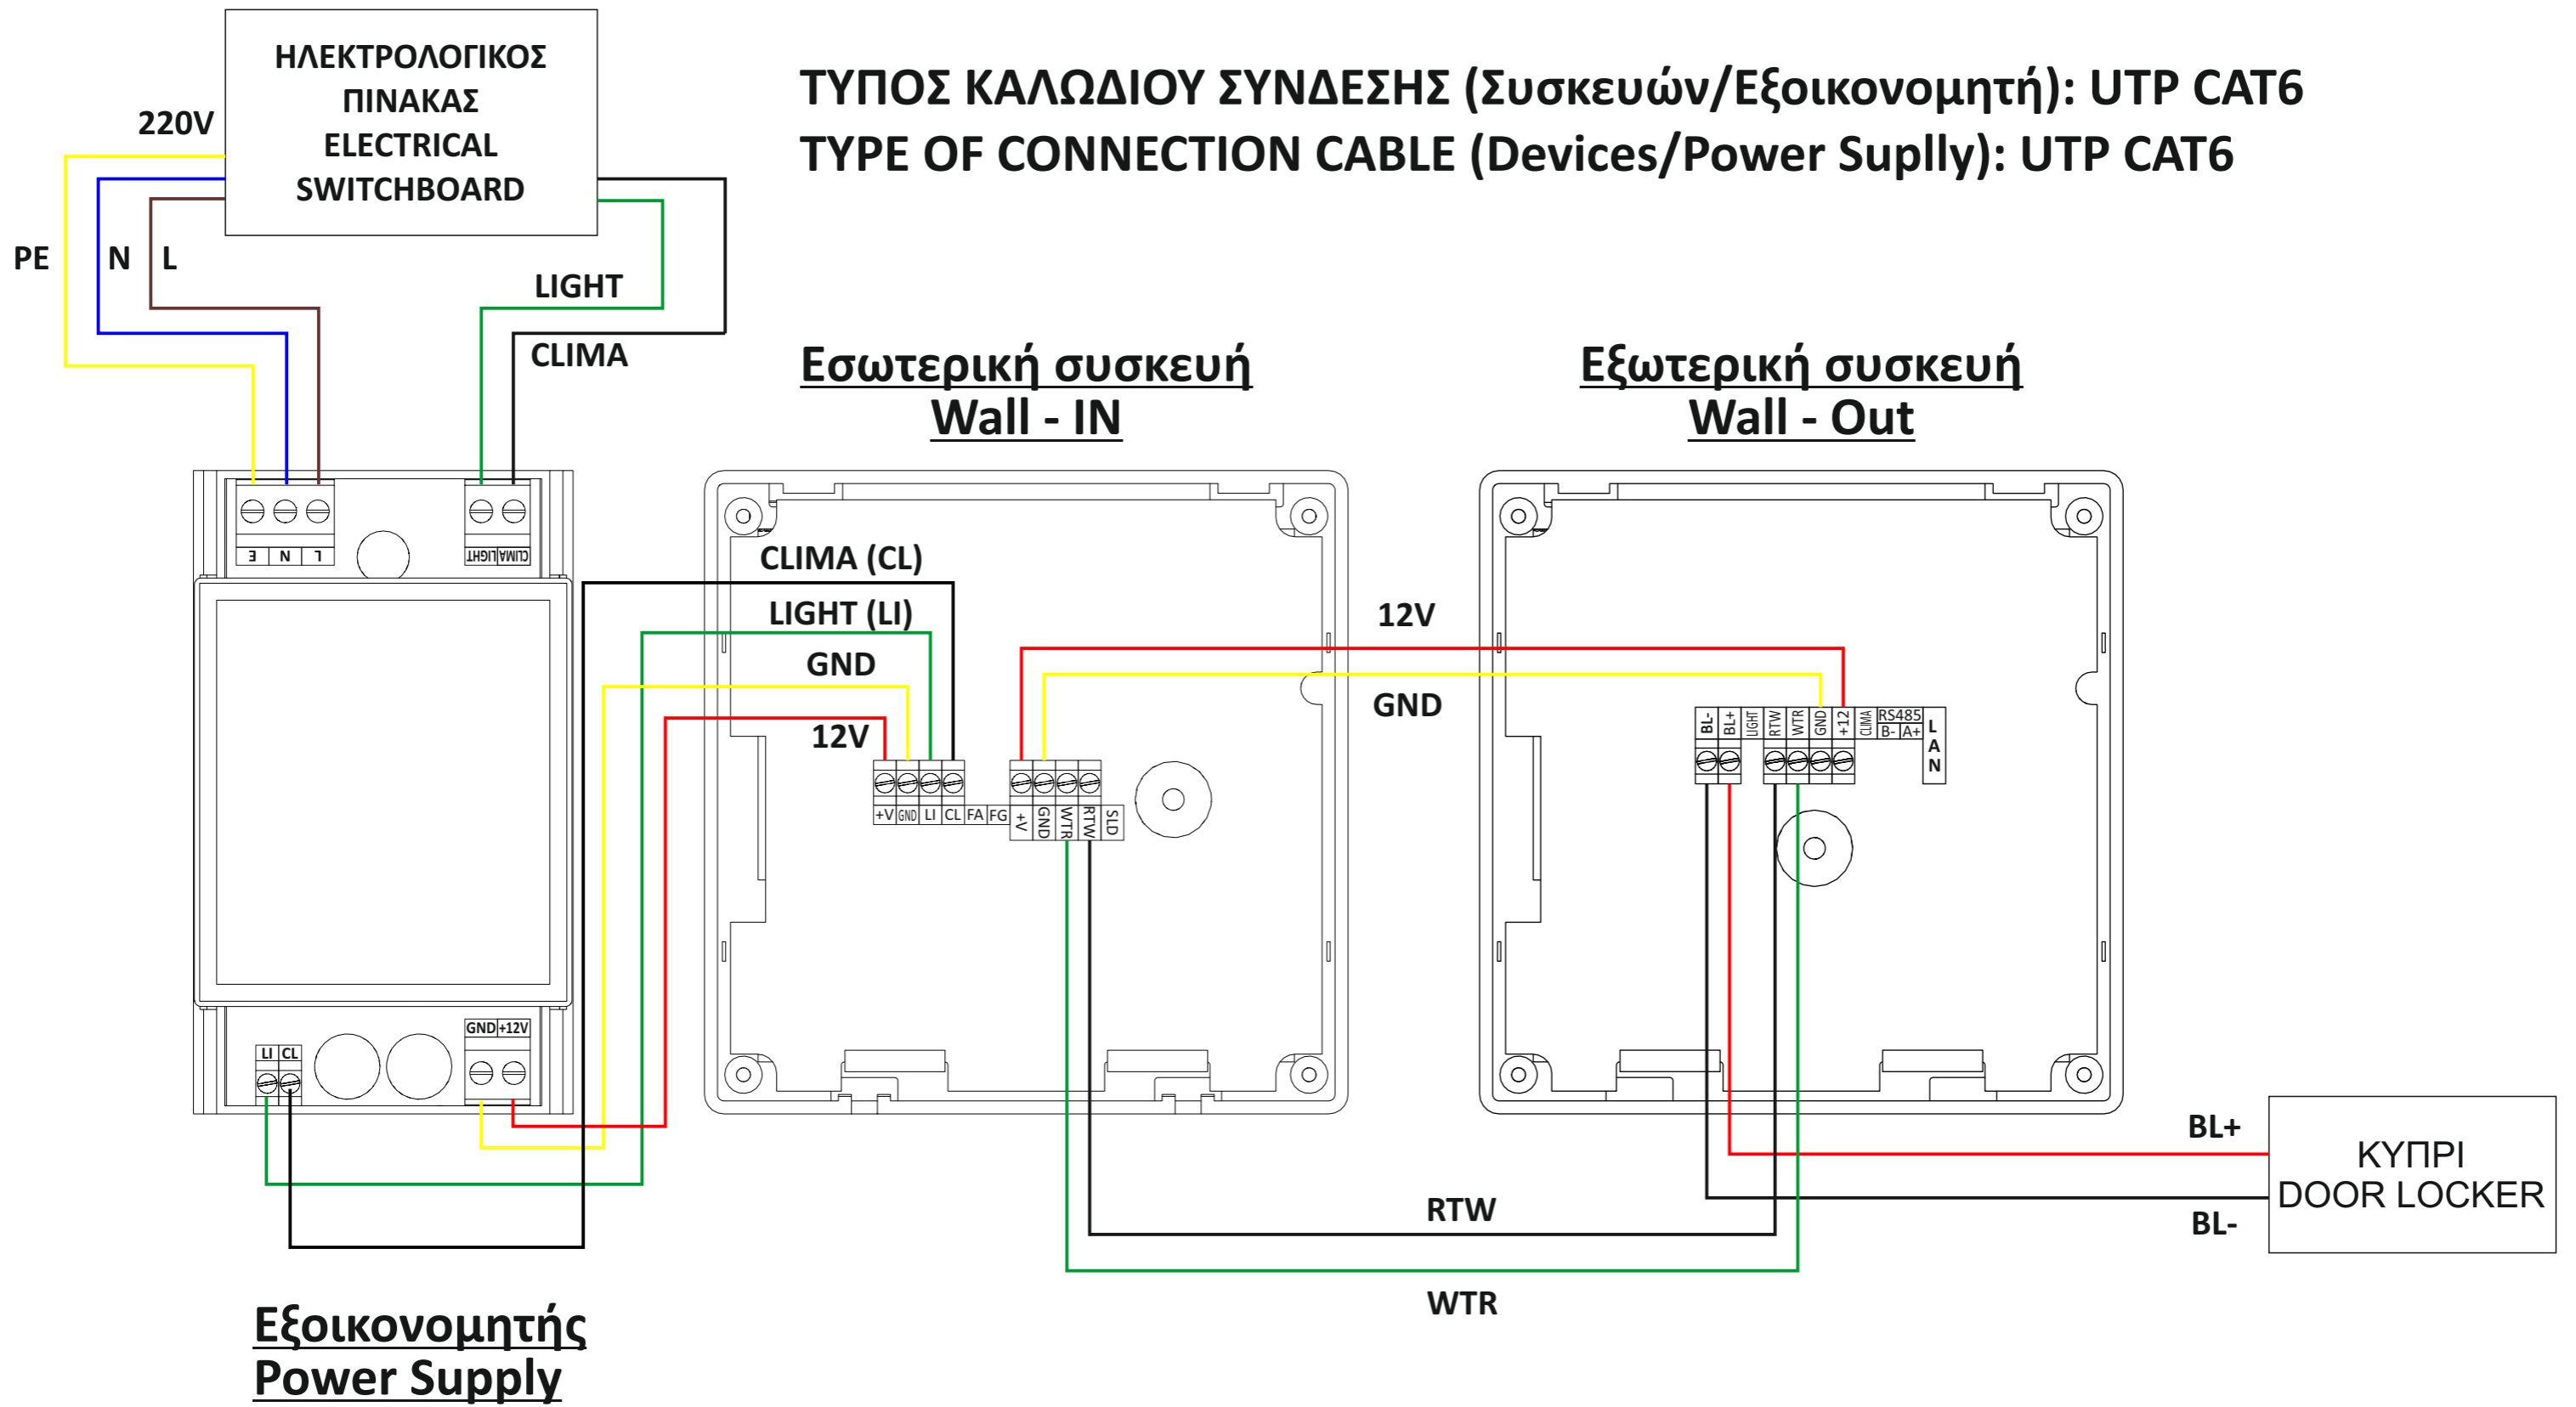 ΗΛΕΚΤΡΟΛΟΓΙΚΟΣ
ΠΙΝΑΚΑΣ
ELECTRICAL
SWITCHBOARD
220V
ΤΥΠΟΣ ΚΑΛΩΔΙΟΥ ΣΥΝΔΕΣΗΣ (Συσκευών/Εξοικονομητή): UTP CAT6
TYPE OF CONNECTION CABLE (Devices/Power Suplly): UTP CAT6
PE
N
L
LIGHT
CLIMA
Εσωτερική συσκευή
Wall - IN
Εξωτερική συσκευή
Wall - Out
E
N
L
LIGHT
CLIMA
CLIMA (CL)
LIGHT (LI)
GND
12V
12V
GND
+V
GND
LI
CL
FA
FG
+V
GND
WTR
RTW
SLD
BL-
BL+
LIGHT
RTW
WTR
GND
+12
CLIMA
RS485
B-
A+
LAN
LI
CL
GND
+12V
BL+
ΚΥΠΡΙ
DOOR LOCKER
BL-
RTW
WTR
Εξοικονομητής
Power Supply